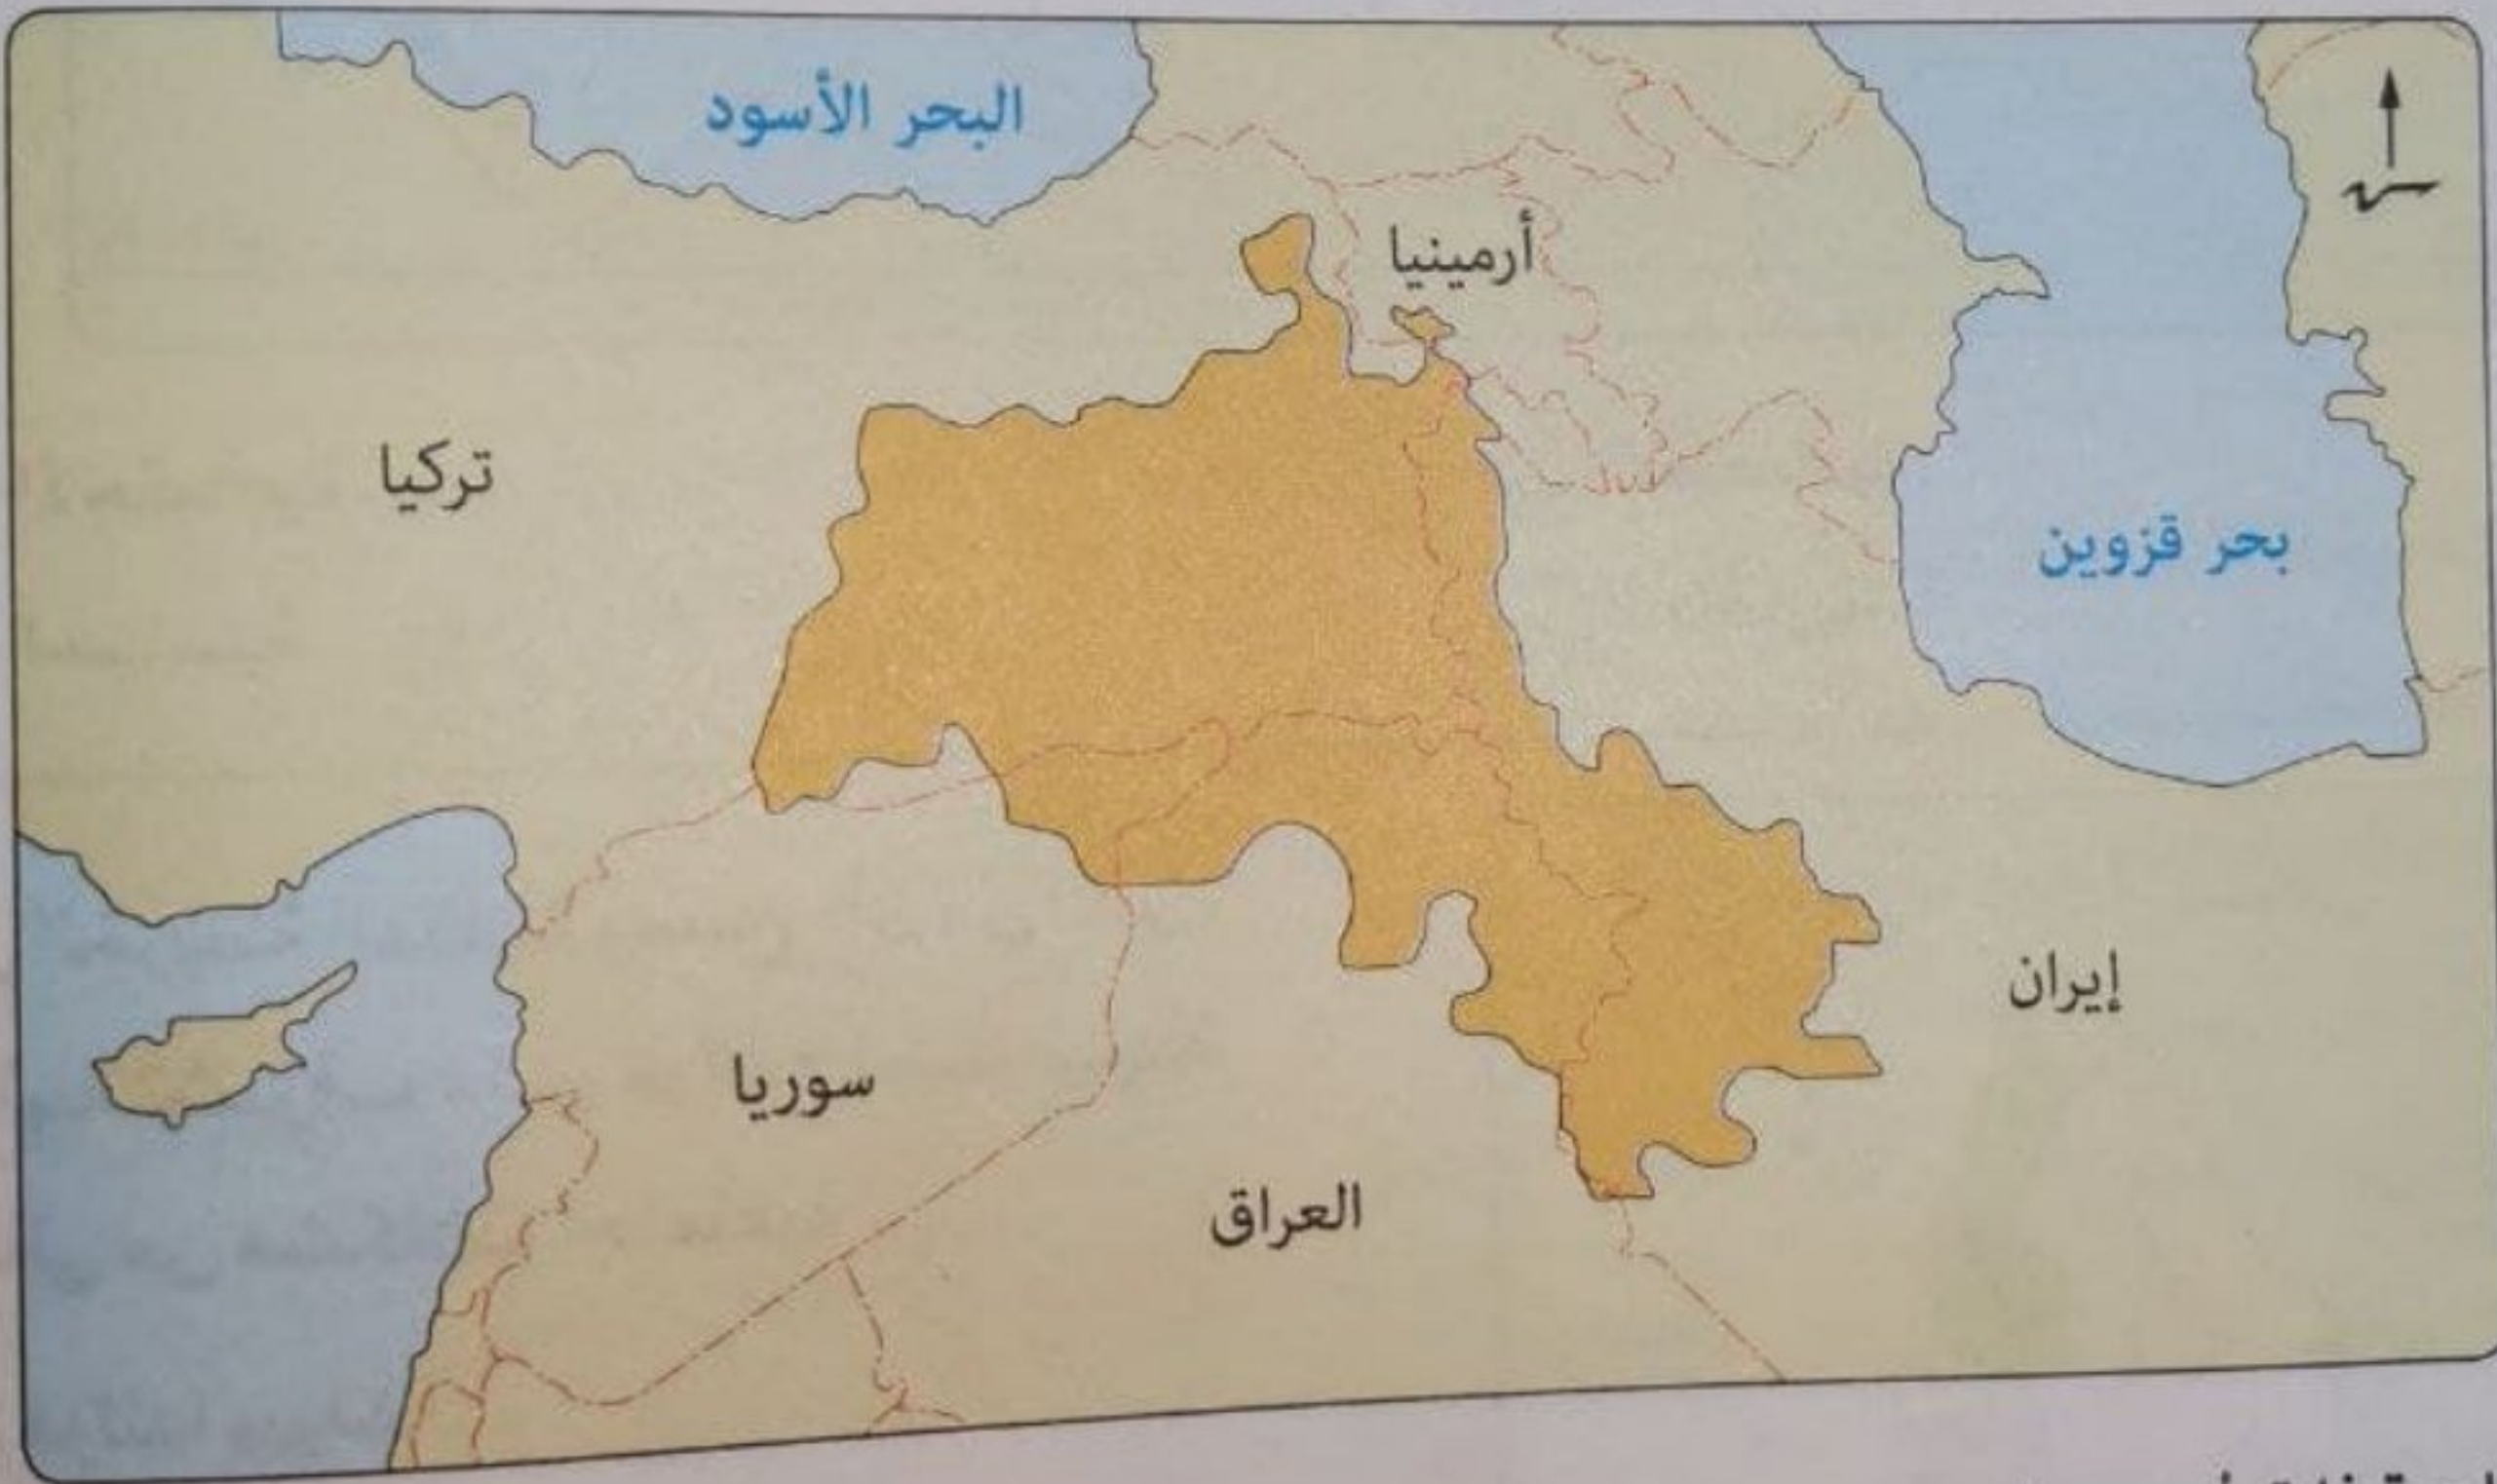 البحر الأسود
أرمينيا
تركيا
بحر قزوين
إيران
سوريا
العراق